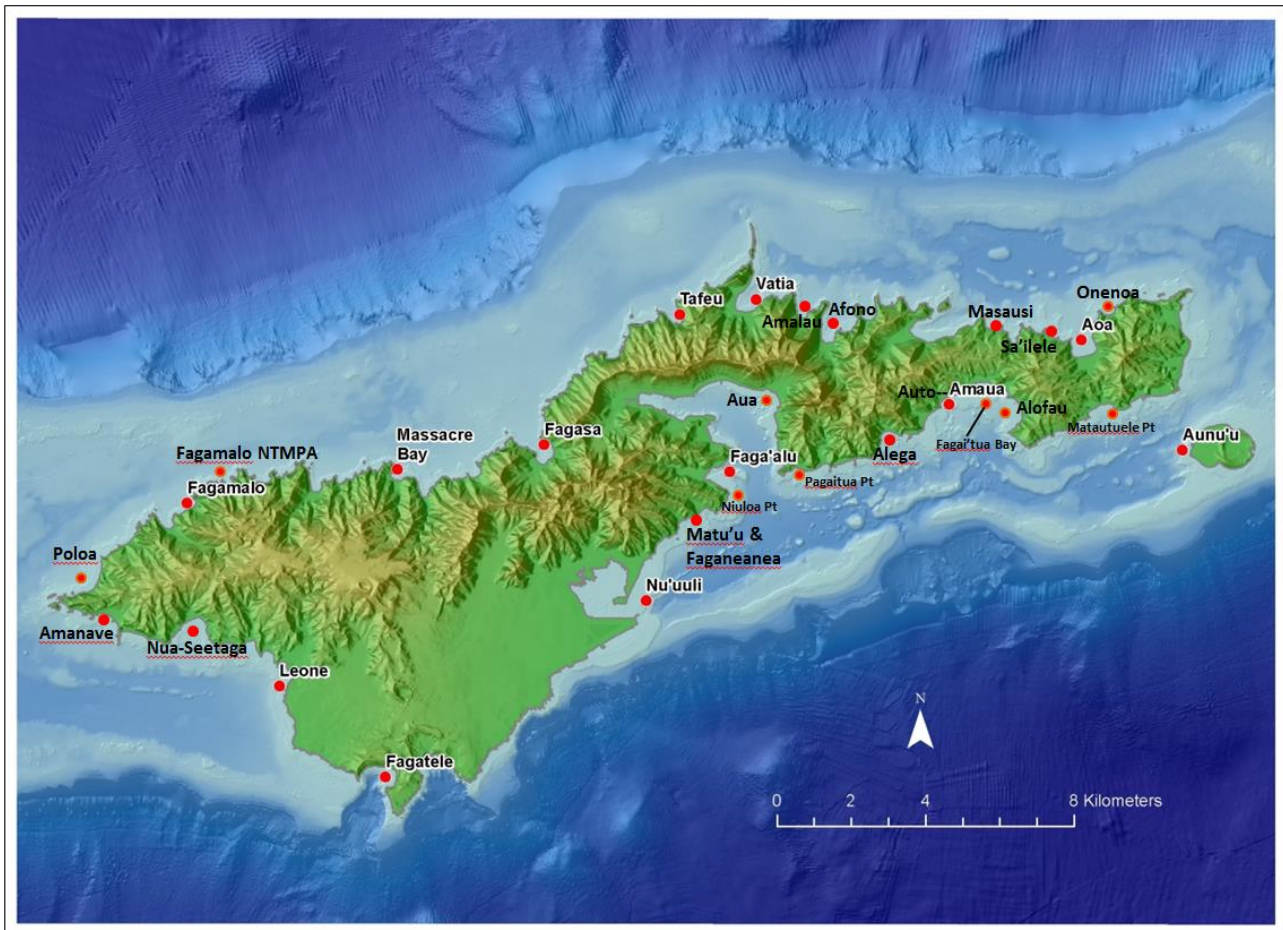 Vatia
Tafeu
Amalau
Afono
Onenoa
Masausi
Aoa
Sa'ilele
Aua
Auto--
Amaua
Alofau
Fagai'tua Bay
Matautuele Pt
Massacre
Bay
Fagasa
Fagamalo NTMPA
Faga'alu
Alega
Aunu'u
Pagaitua Pt
Fagamalo
Niuloa Pt
Matu'u &
Faganeanea
Poloa
Nu'uuli
Amanave
Nua-Seetaga
Leone
N
Fagatele
0 2 4 8 Kilometers